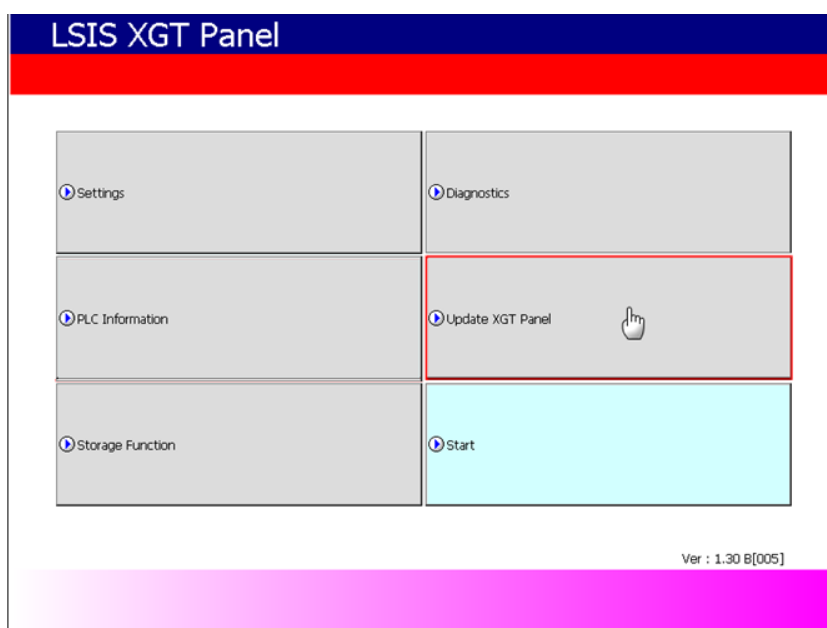 LSIS XGT Panel
Settings
Diagnostics
PLC Information
Update XGT Panel
Storage Function
Start
Ver : 1.30 B[005]